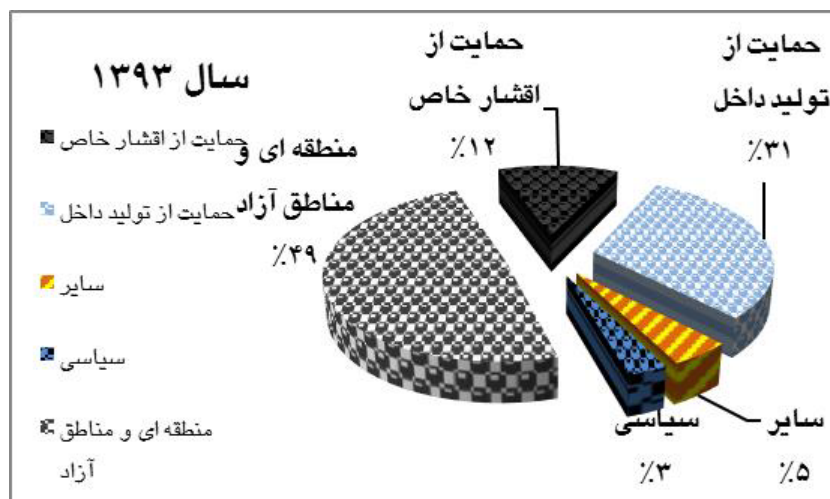 سال ۱۳۹۳
حمایت از اقشار خاص
حمایت از تولید داخل
سایر
سیاسی
منطقه ای و مناطق
آزاد
حمایت از
تولید داخل
٪۳۱
حمایت از
اقشار خاص
٪۱۲
منطقه ای و
مناطق آزاد
٪۴۹
سیاسی
٪۳
سایر
٪۵